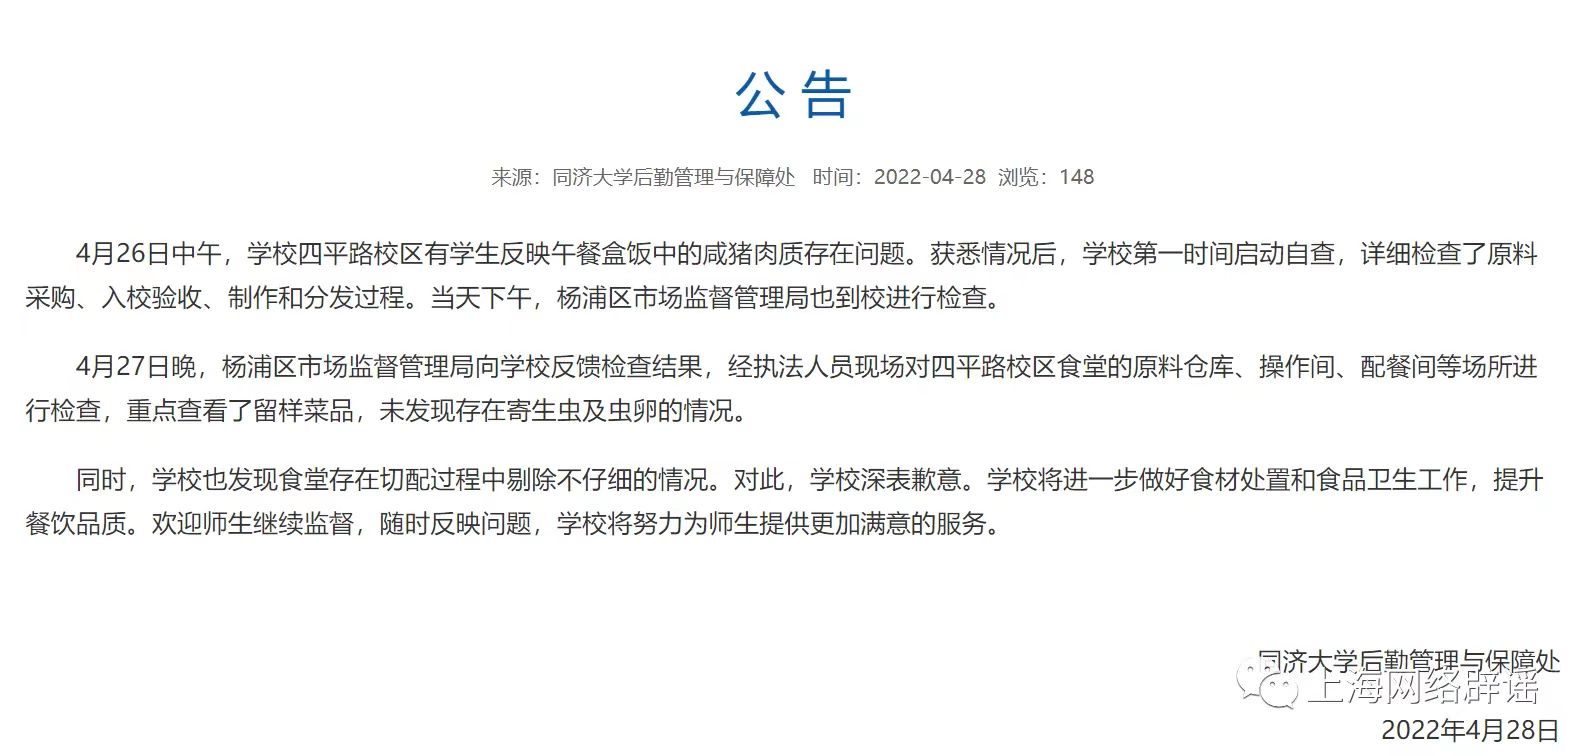 公 告
来源：同济大学后勤管理与保障处 时间：2022-04-28 浏览：148
4月26日中午，学校四平路校区有学生反映午餐盒饭中的咸猪肉质存在问题。获悉情况后，学校第一时间启动自查，详细检查了原料
采购、入校验收、制作和分发过程。当天下午，杨浦区市场监督管理局也到校进行检查。
4月27日晚，杨浦区市场监督管理局向学校反馈检查结果，经执法人员现场对四平路校区食堂的原料仓库、操作间、配餐间等场所进
行检查，重点查看了留样菜品，未发现存在寄生虫及虫卵的情况。
同时，学校也发现食堂存在切配过程中剔除不仔细的情况。对此，学校深表歉意。学校将进一步做好食材处置和食品卫生工作，提升
餐饮品质。欢迎师生继续监督，随时反映问题，学校将努力为师生提供更加满意的服务。
同济大学后勤管理与保障处
上海网络辟谣
2022年4月28日